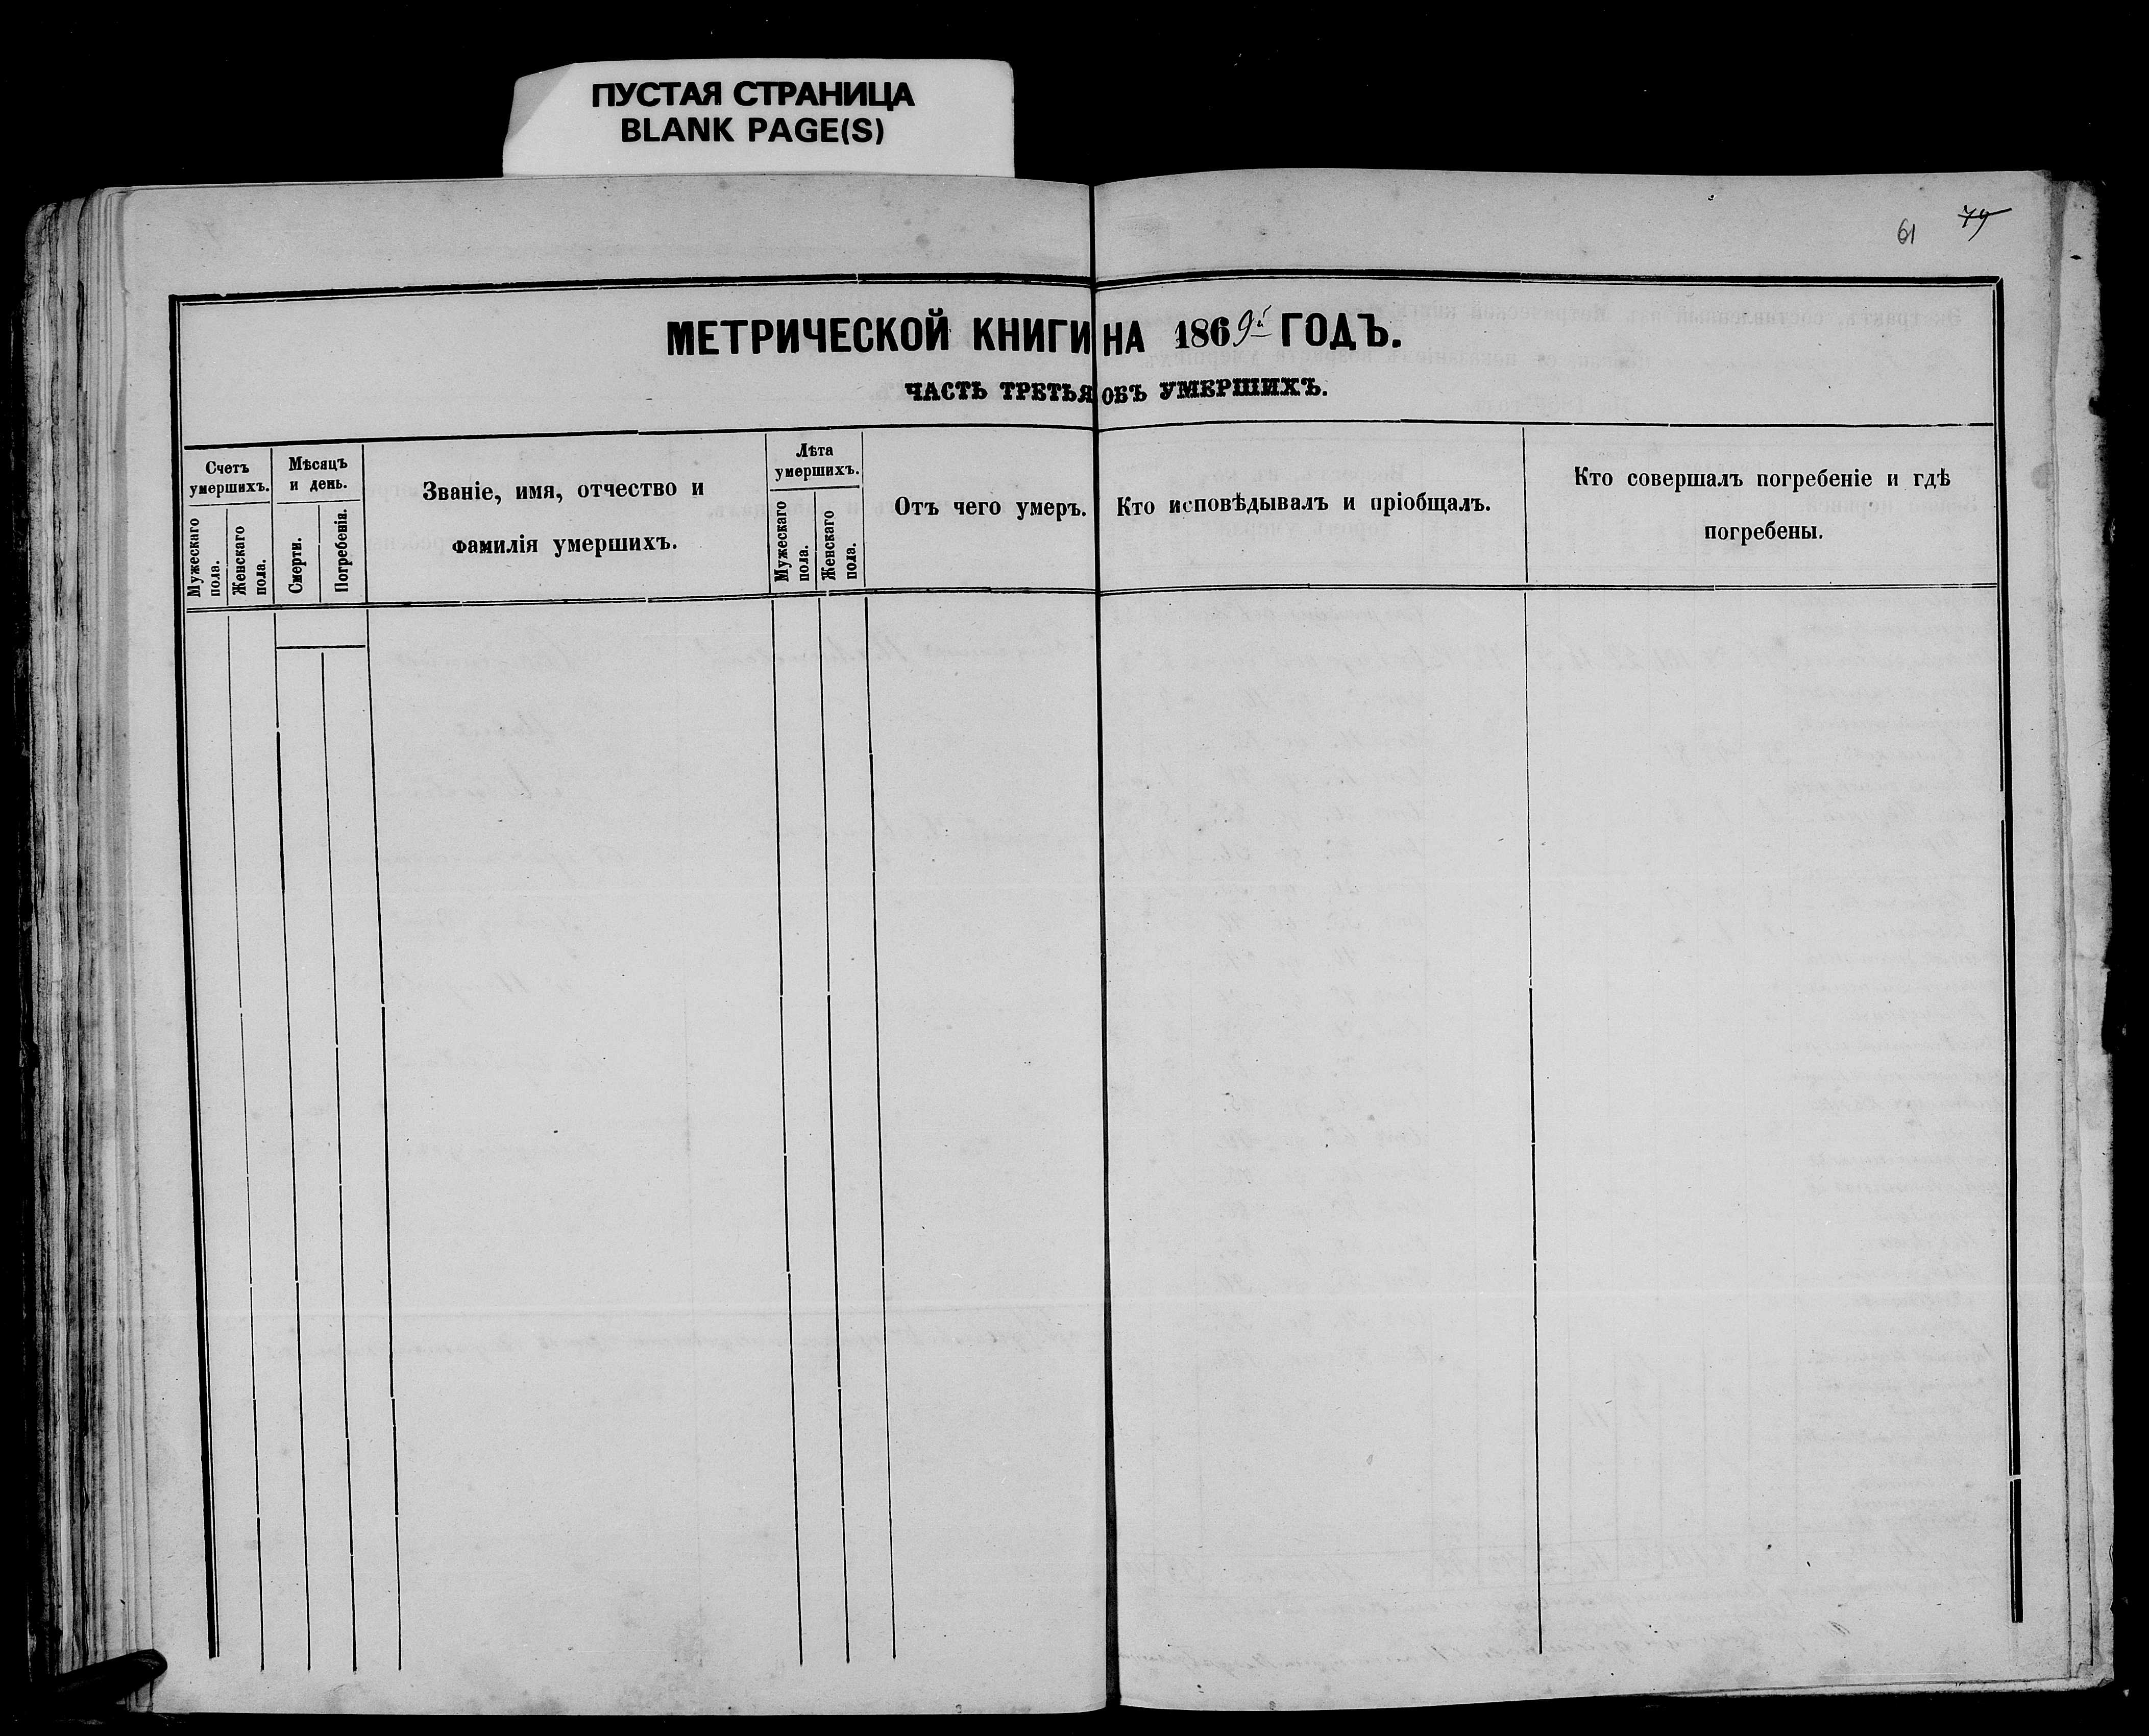 ПУСТАЯ СТРАНИЦА
BLANK PAGE(S)
61 79
МЕТРИЧЕСКОЙ КНИГИ НА 1869й ГОДЪ.
ЧАСТЬ ТРЕТЬЯ ОБЪ УМЕРШИХЪ.
Счетъ
умершихъ.
Мужескаго
пола.
Женскаго
пола.
Мѣсяцъ
и день.
Смерти.
Погребенія.
Званіе, имя, отчество и
фамилія умершихъ.
Лѣта
умершихъ.
Мужескаго
пола.
Женскаго
пола.
Отъ чего умеръ.
Кто исповѣдывалъ и пріобщалъ.
Кто совершалъ погребеніе и гдѣ
погребены.